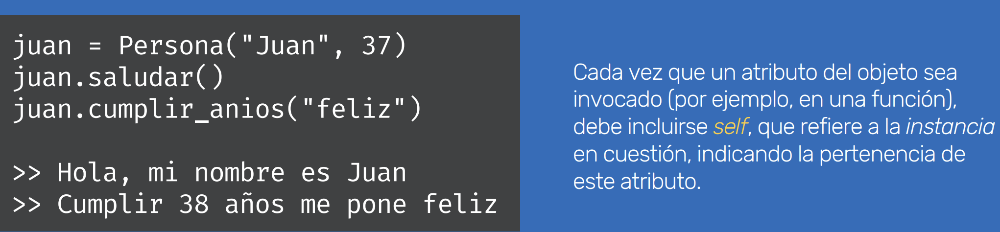 juan = Persona("Juan", 37)
juan.saludar()
juan.cumplir_anios("feliz")
>> Hola, mi nombre es Juan
>> Cumplir 38 años me pone feliz
Cada vez que un atributo del objeto sea
invocado (por ejemplo, en una función),
debe incluirse self, que refiere a la instancia
en cuestión, indicando la pertenencia de
este atributo.